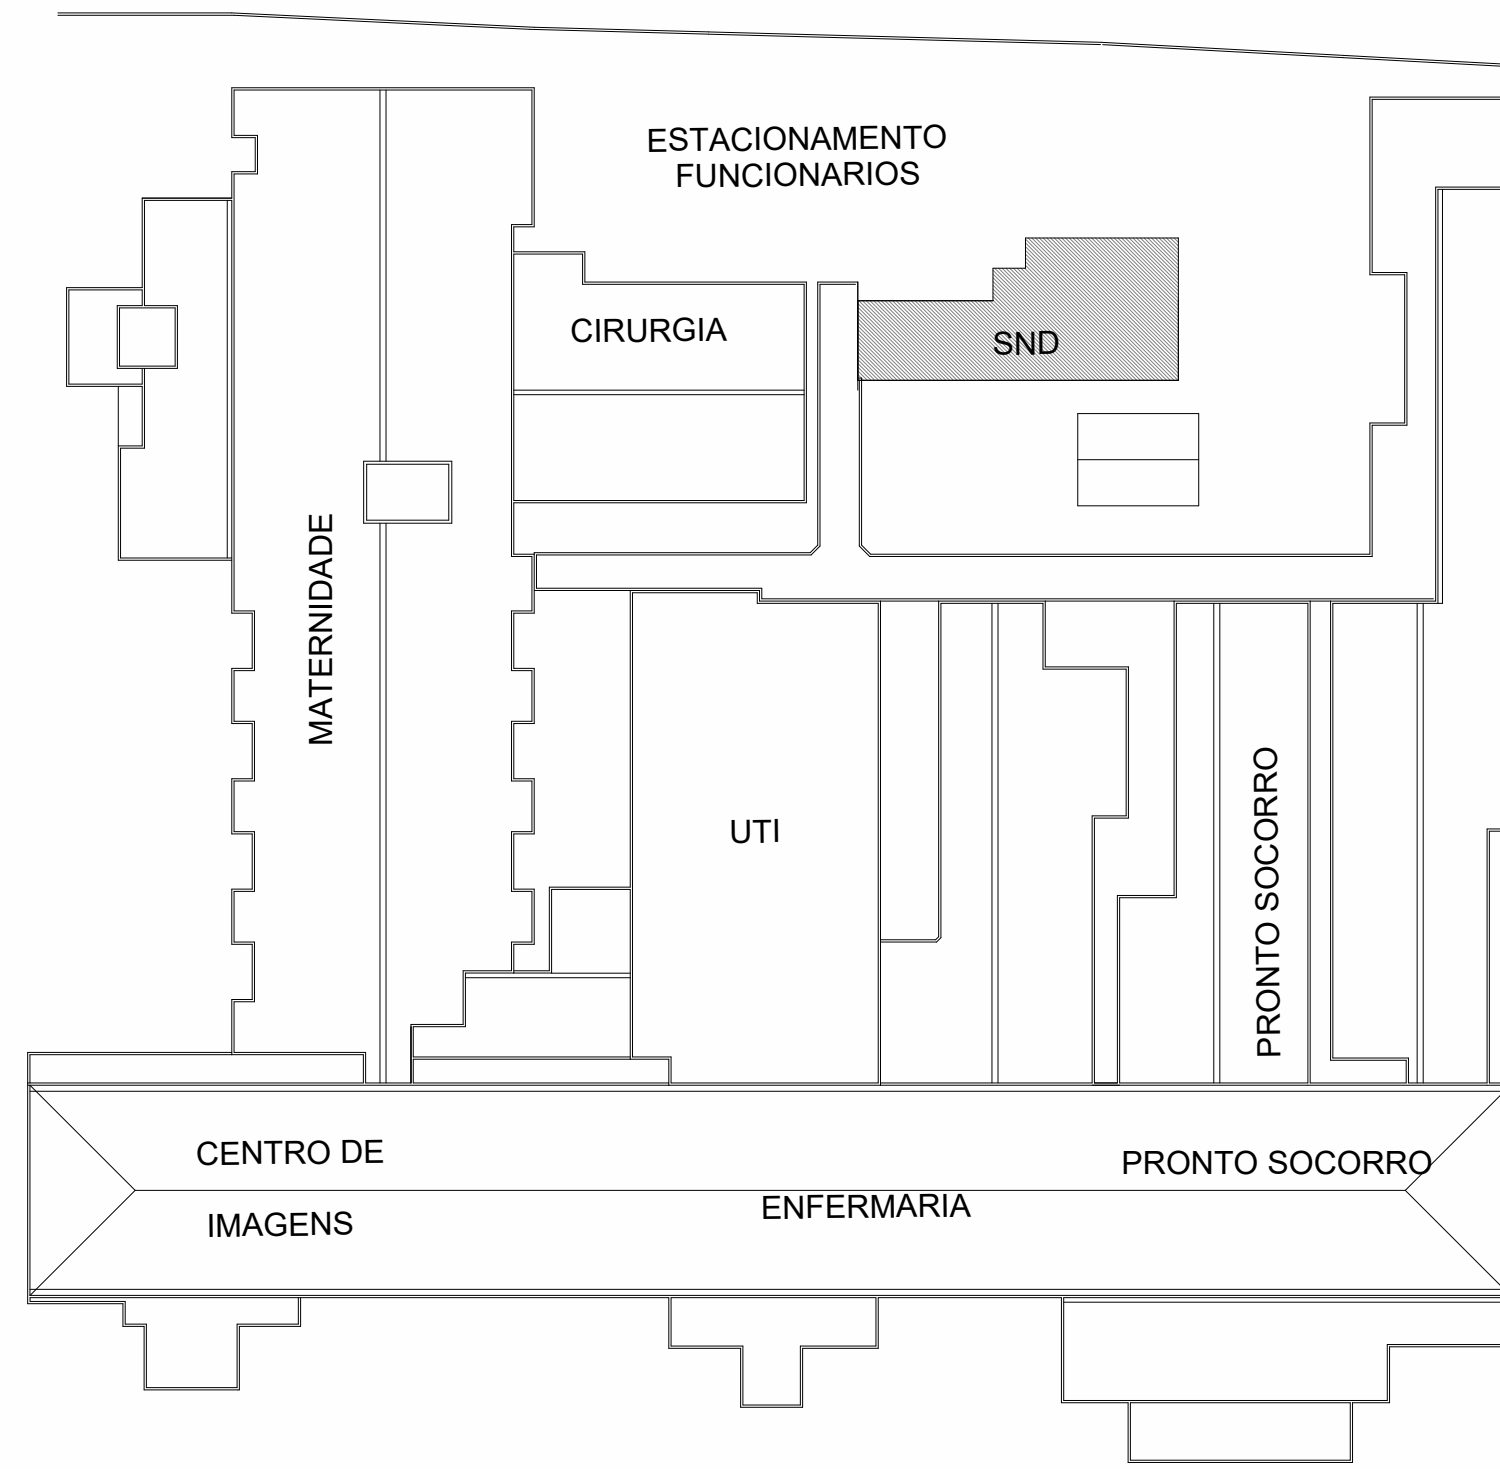 ESTACIONAMENTO
FUNCIONARIOS
CIRURGIA
SND
MATERNIDADE
UTI
PRONTO SOCORRO
CENTRO DE
IMAGENS
ENFERMARIA
PRONTO SOCORRO